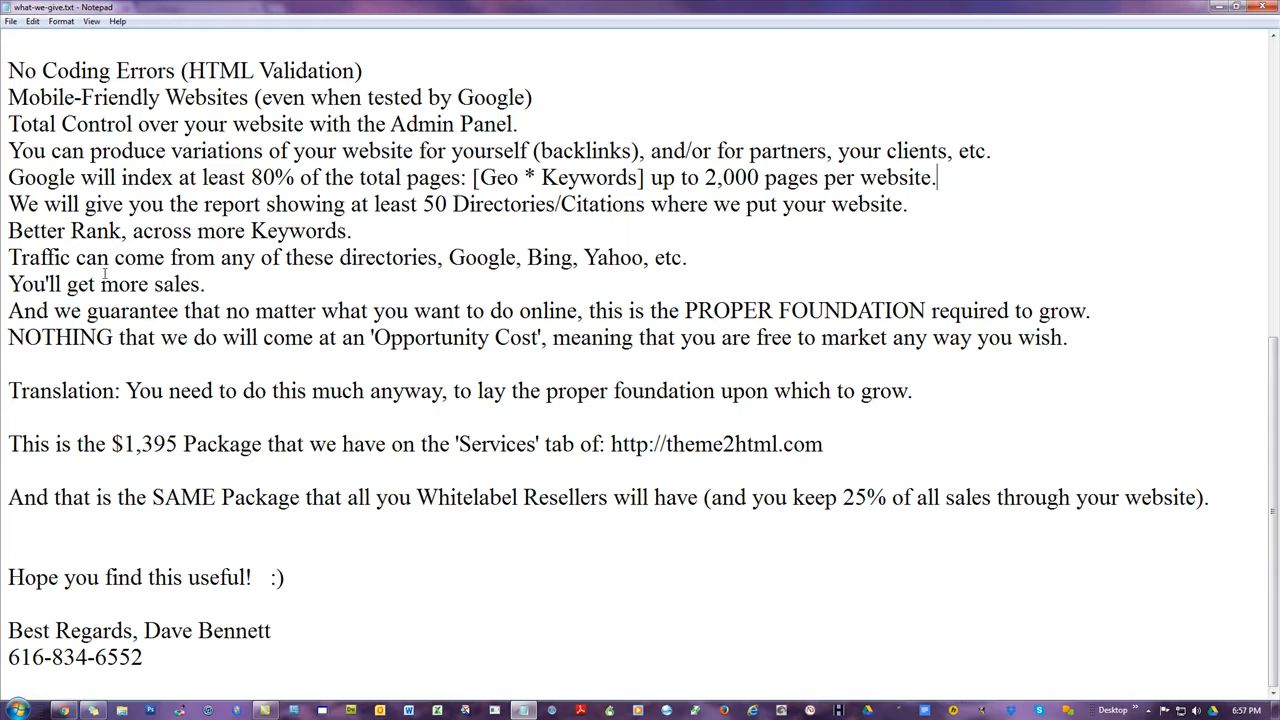 what-we-give.txt - Notepad
File Edit Format View Help
No Coding Errors (HTML Validation)
Mobile-Friendly Websites (even when tested by Google)
Total Control over your website with the Admin Panel.
You can produce variations of your website for yourself (backlinks), and/or for partners, your clients, etc.
Google will index at least 80% of the total pages: [Geo * Keywords] up to 2,000 pages per website.
We will give you the report showing at least 50 Directories/Citations where we put your website.
Better Rank, across more Keywords.
Traffic can come from any of these directories, Google, Bing, Yahoo, etc.
You'll get more sales.
And we guarantee that no matter what you want to do online, this is the PROPER FOUNDATION required to grow.
NOTHING that we do will come at an 'Opportunity Cost', meaning that you are free to market any way you wish.
Translation: You need to do this much anyway, to lay the proper foundation upon which to grow.
This is the $1,395 Package that we have on the 'Services' tab of: http://theme2html.com
And that is the SAME Package that all you Whitelabel Resellers will have (and you keep 25% of all sales through your website).
Hope you find this useful!   :)
Best Regards, Dave Bennett
616-834-6552
Desktop
6:57 PM